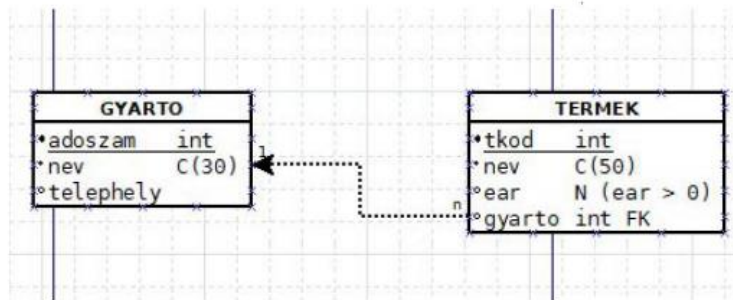 GYARTO
adoszam int
nev C(30)
telephely
1
n
TERMEK
tkod int
nev C(50)
ear N (ear > 0)
gyarto int FK